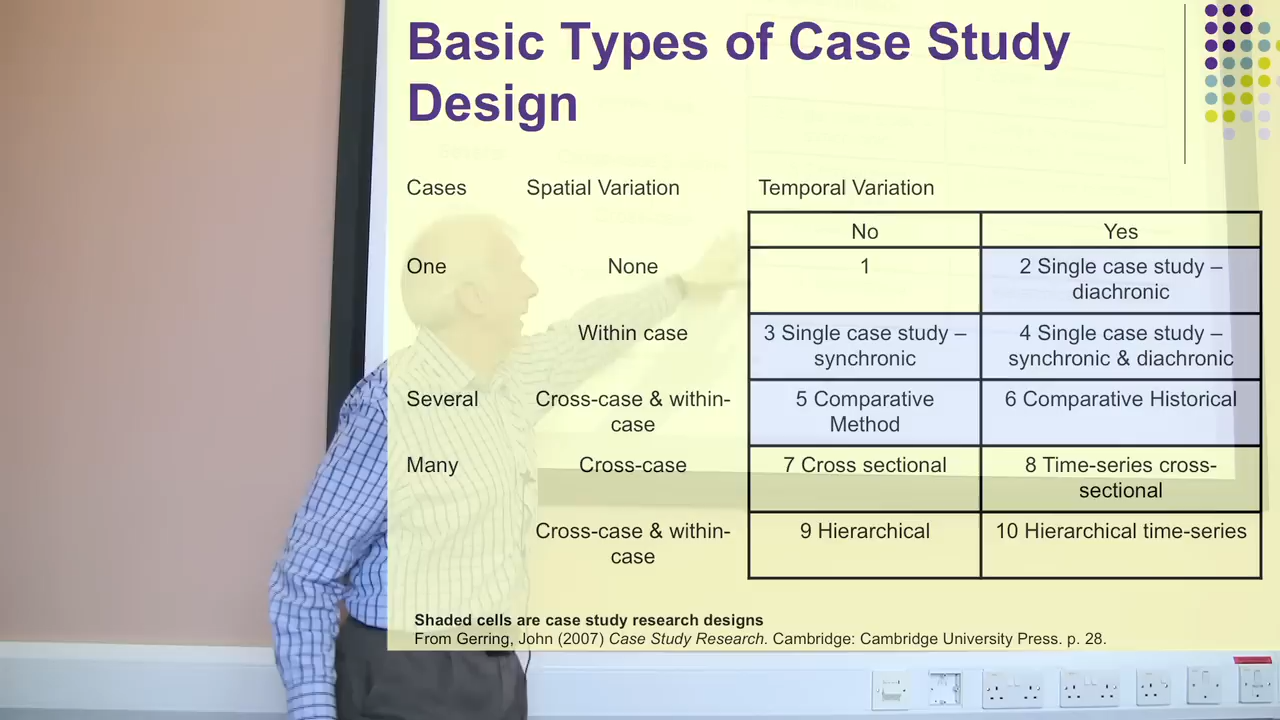 Basic Types of Case Study
Design
Cases Spatial Variation Temporal Variation
No Yes
One None 1 2 Single case study –
diachronic
Within case 3 Single case study – 4 Single case study –
synchronic synchronic & diachronic
Several Cross-case & within- 5 Comparative 6 Comparative Historical
case Method
Many Cross-case 7 Cross sectional 8 Time-series cross-
sectional
Cross-case & within- 9 Hierarchical 10 Hierarchical time-series
case
Shaded cells are case study research designs
From Gerring, John (2007) Case Study Research. Cambridge: Cambridge University Press. p. 28.